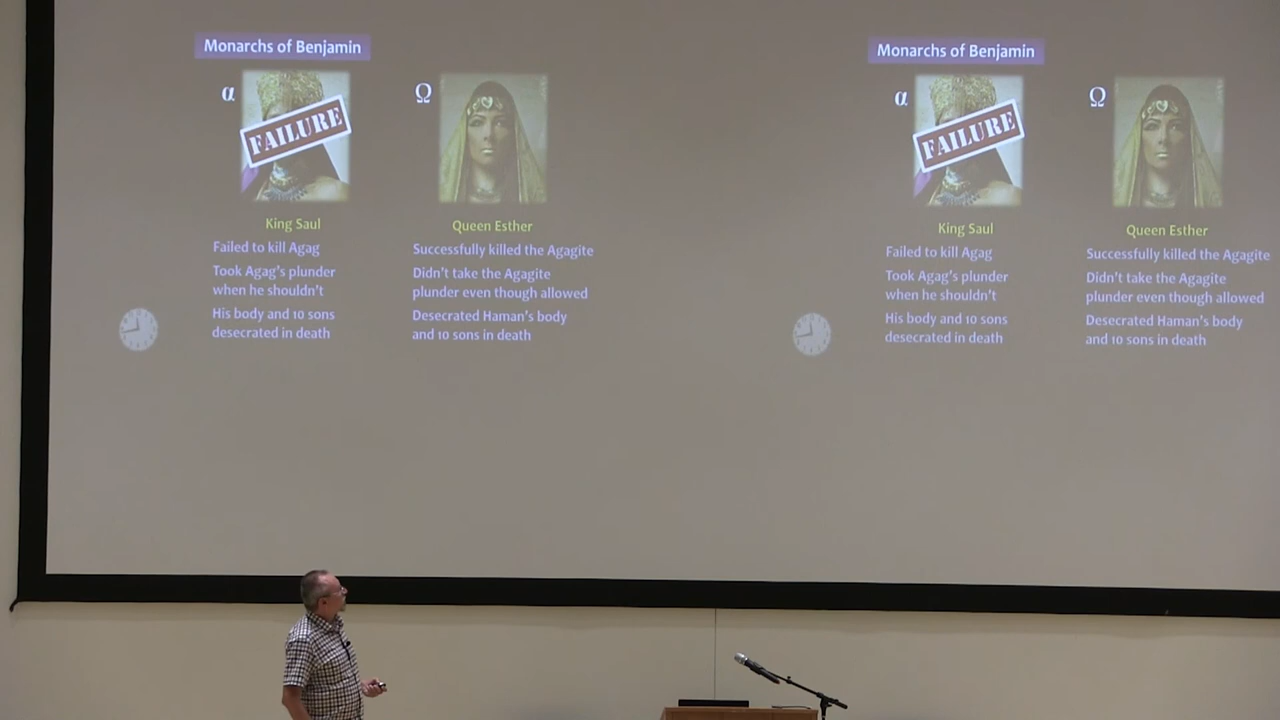 Monarchs of Benjamin
α
FAILURE
Ω
King Saul
Failed to kill Agag
Took Agag's plunder
when he shouldn't
His body and 10 sons
desecrated in death
Queen Esther
Successfully killed the Agagite
Didn't take the Agagite
plunder even though allowed
Desecrated Haman's body
and 10 sons in death
Monarchs of Benjamin
α
FAILURE
Ω
King Saul
Failed to kill Agag
Took Agag's plunder
when he shouldn't
His body and 10 sons
desecrated in death
Queen Esther
Successfully killed the Agagite
Didn't take the Agagite
plunder even though allowed
Desecrated Haman's body
and 10 sons in death